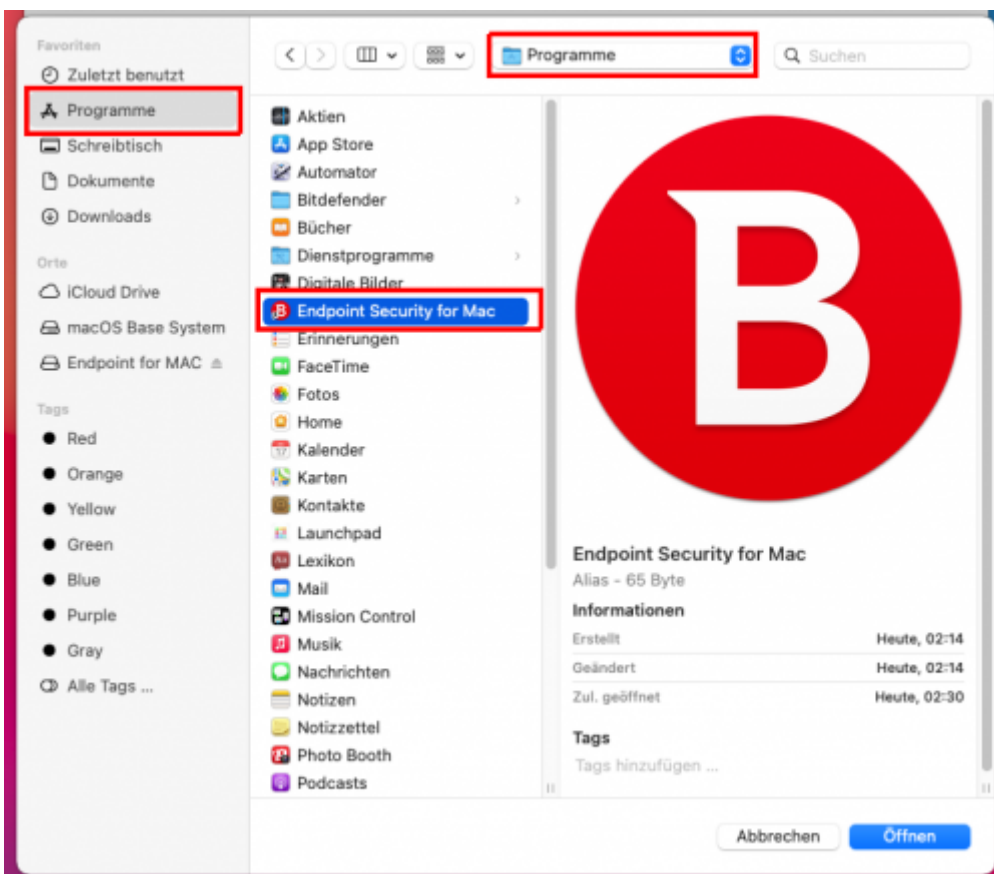 Favoriten
Zuletzt benutzt
Programme
Schreibtisch
Dokumente
Downloads
Orte
iCloud Drive
macOS Base System
Endpoint for MAC
Tags
Red
Orange
Yellow
Green
Blue
Purple
Gray
Alle Tags ...
Programme
Suchen
Aktien
App Store
Automator
Bitdefender
Bücher
Dienstprogramme
Digitale Bilder
Endpoint Security for Mac
Erinnerungen
FaceTime
Fotos
Home
Kalender
Karten
Kontakte
Launchpad
Lexikon
Mail
Mission Control
Musik
Nachrichten
Notizen
Notizzettel
Photo Booth
Podcasts
B
Endpoint Security for Mac
Alias - 65 Byte
Informationen
Erstellt Heute, 02:14
Geändert Heute, 02:14
Zul. geöffnet Heute, 02:30
Tags
Tags hinzufügen ...
Abbrechen Öffnen